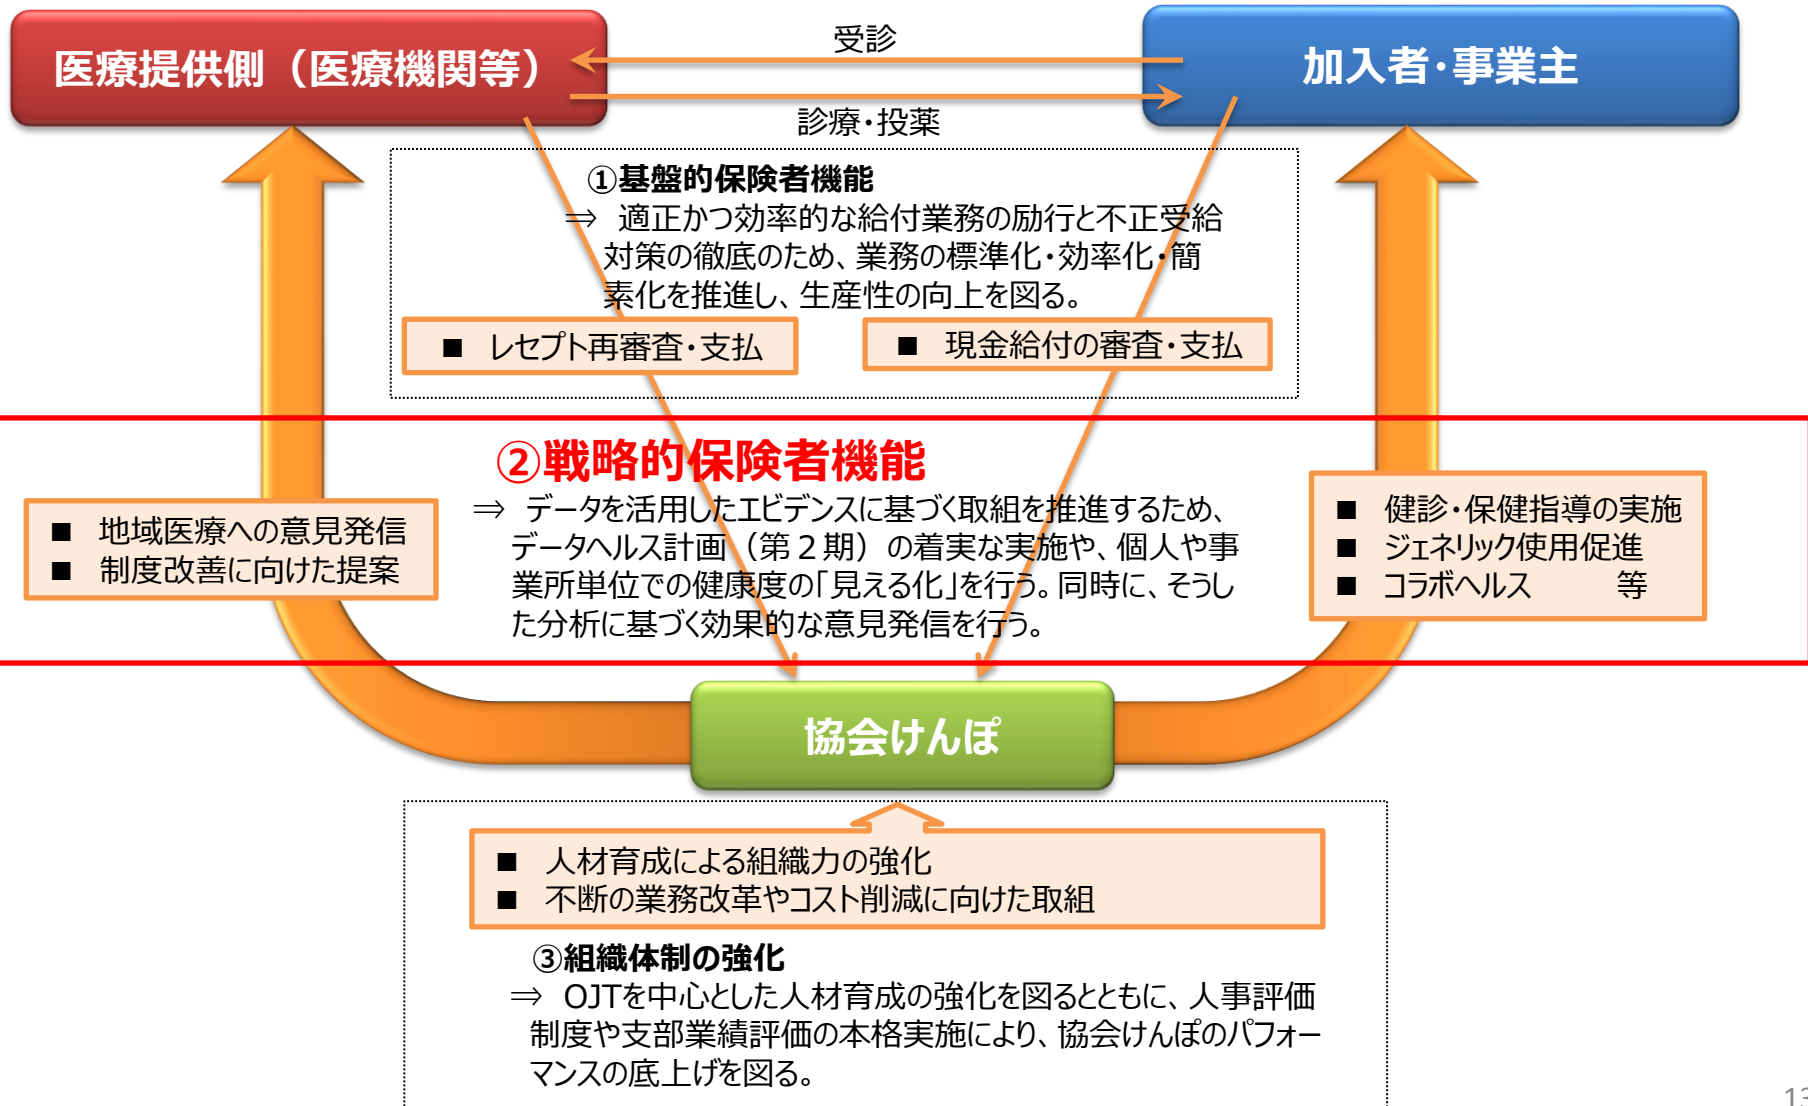 医療提供側（医療機関等）
受診
加入者・事業主
診療・投薬
①基盤的保険者機能
⇒ 適正かつ効率的な給付業務の励行と不正受給
対策の徹底のため、業務の標準化・効率化・簡
素化を推進し、生産性の向上を図る。
■ レセプト再審査・支払
■ 現金給付の審査・支払
②戦略的保険者機能
⇒ データを活用したエビデンスに基づく取組を推進するため、
データヘルス計画（第２期）の着実な実施や、個人や事
業所単位での健康度の「見える化」を行う。同時に、そうし
た分析に基づく効果的な意見発信を行う。
■ 地域医療への意見発信
■ 制度改善に向けた提案
■ 健診・保健指導の実施
■ ジェネリック使用促進
■ コラボヘルス 等
協会けんぽ
■ 人材育成による組織力の強化
■ 不断の業務改革やコスト削減に向けた取組
③組織体制の強化
⇒ OJTを中心とした人材育成の強化を図るとともに、人事評価
制度や支部業績評価の本格実施により、協会けんぽのパフォー
マンスの底上げを図る。
13